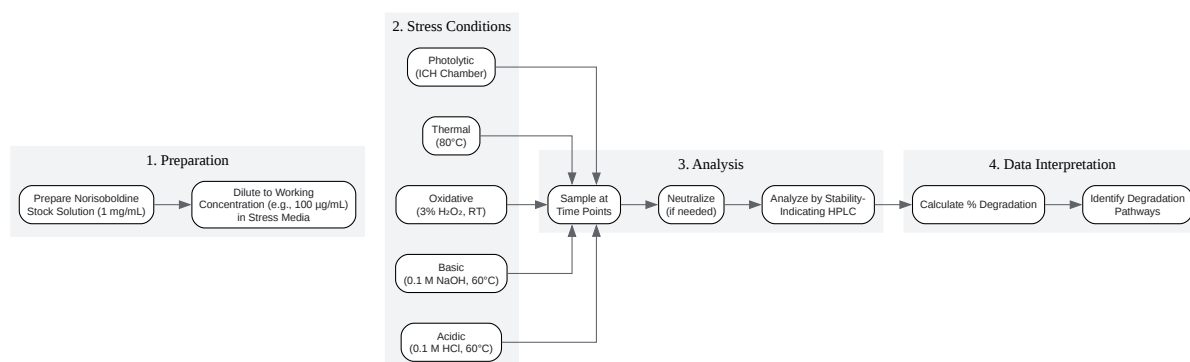 1. Preparation
Prepare Norisoboldine
Stock Solution (1 mg/mL)
Dilute to Working
Concentration (e.g., 100 µg/mL)
in Stress Media
2. Stress Conditions
Photolytic
(ICH Chamber)
Thermal
(80°C)
Oxidative
(3% H₂O₂, RT)
Basic
(0.1 M NaOH, 60°C)
Acidic
(0.1 M HCl, 60°C)
3. Analysis
Sample at
Time Points
Neutralize
(if needed)
Analyze by Stability-
Indicating HPLC
4. Data Interpretation
Calculate % Degradation
Identify Degradation
Pathways